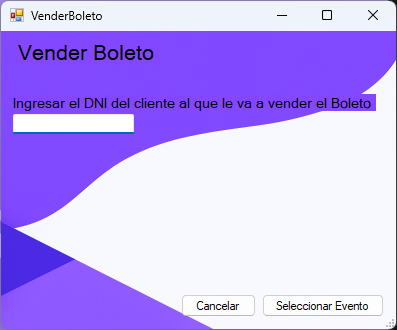 VenderBoleto
Vender Boleto
Ingresar el DNI del cliente al que le va a vender el Boleto
Cancelar
Seleccionar Evento